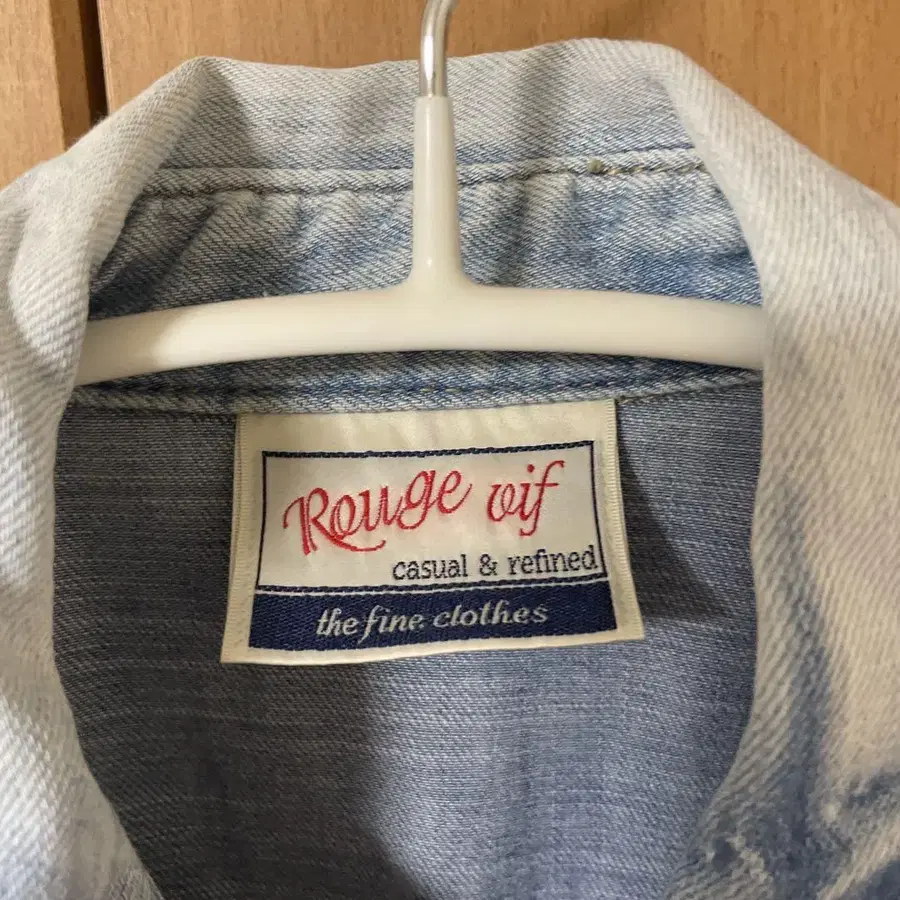 Rouge vif
casual & refined
the fine clothes